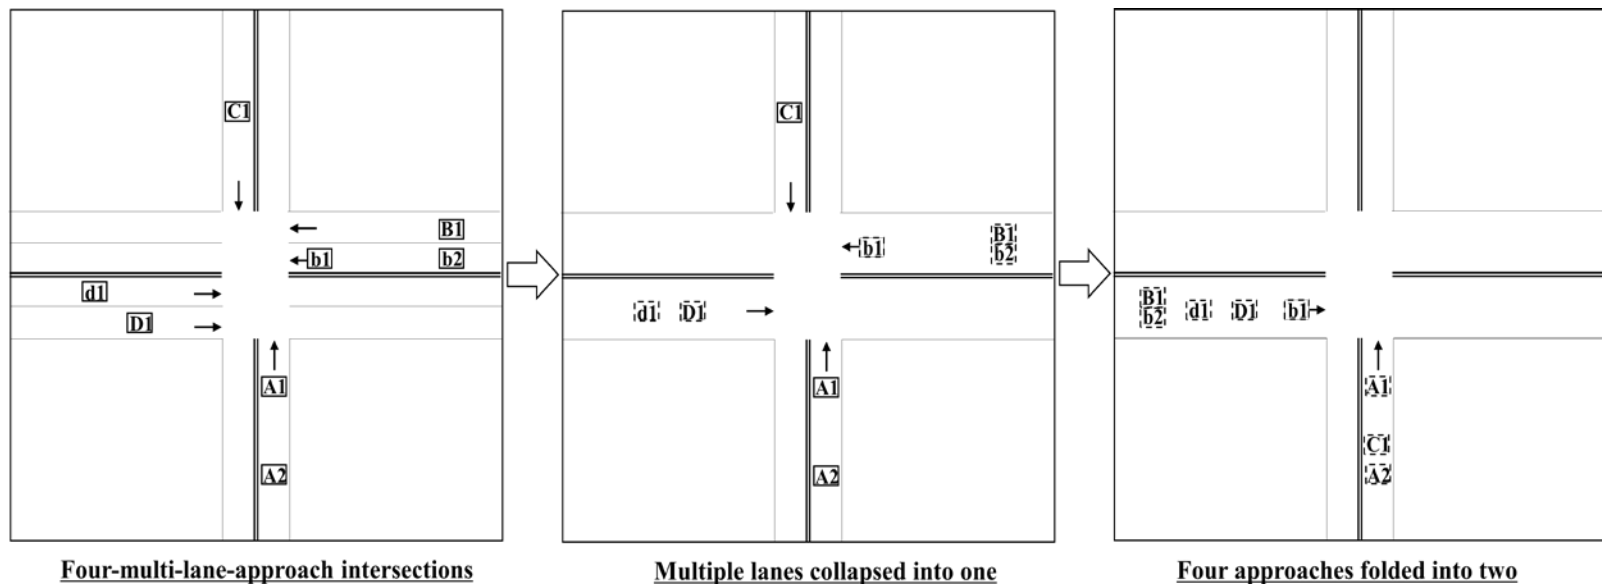 C1
B1
b1 b2
d1
D1
A1
A2
Four-multi-lane-approach intersections
C1
B1
b1 b2
d1 D1
A1
A2
Multiple lanes collapsed into one
B1
b2 d1 D1 b1
A1
C1
A2
Four approaches folded into two